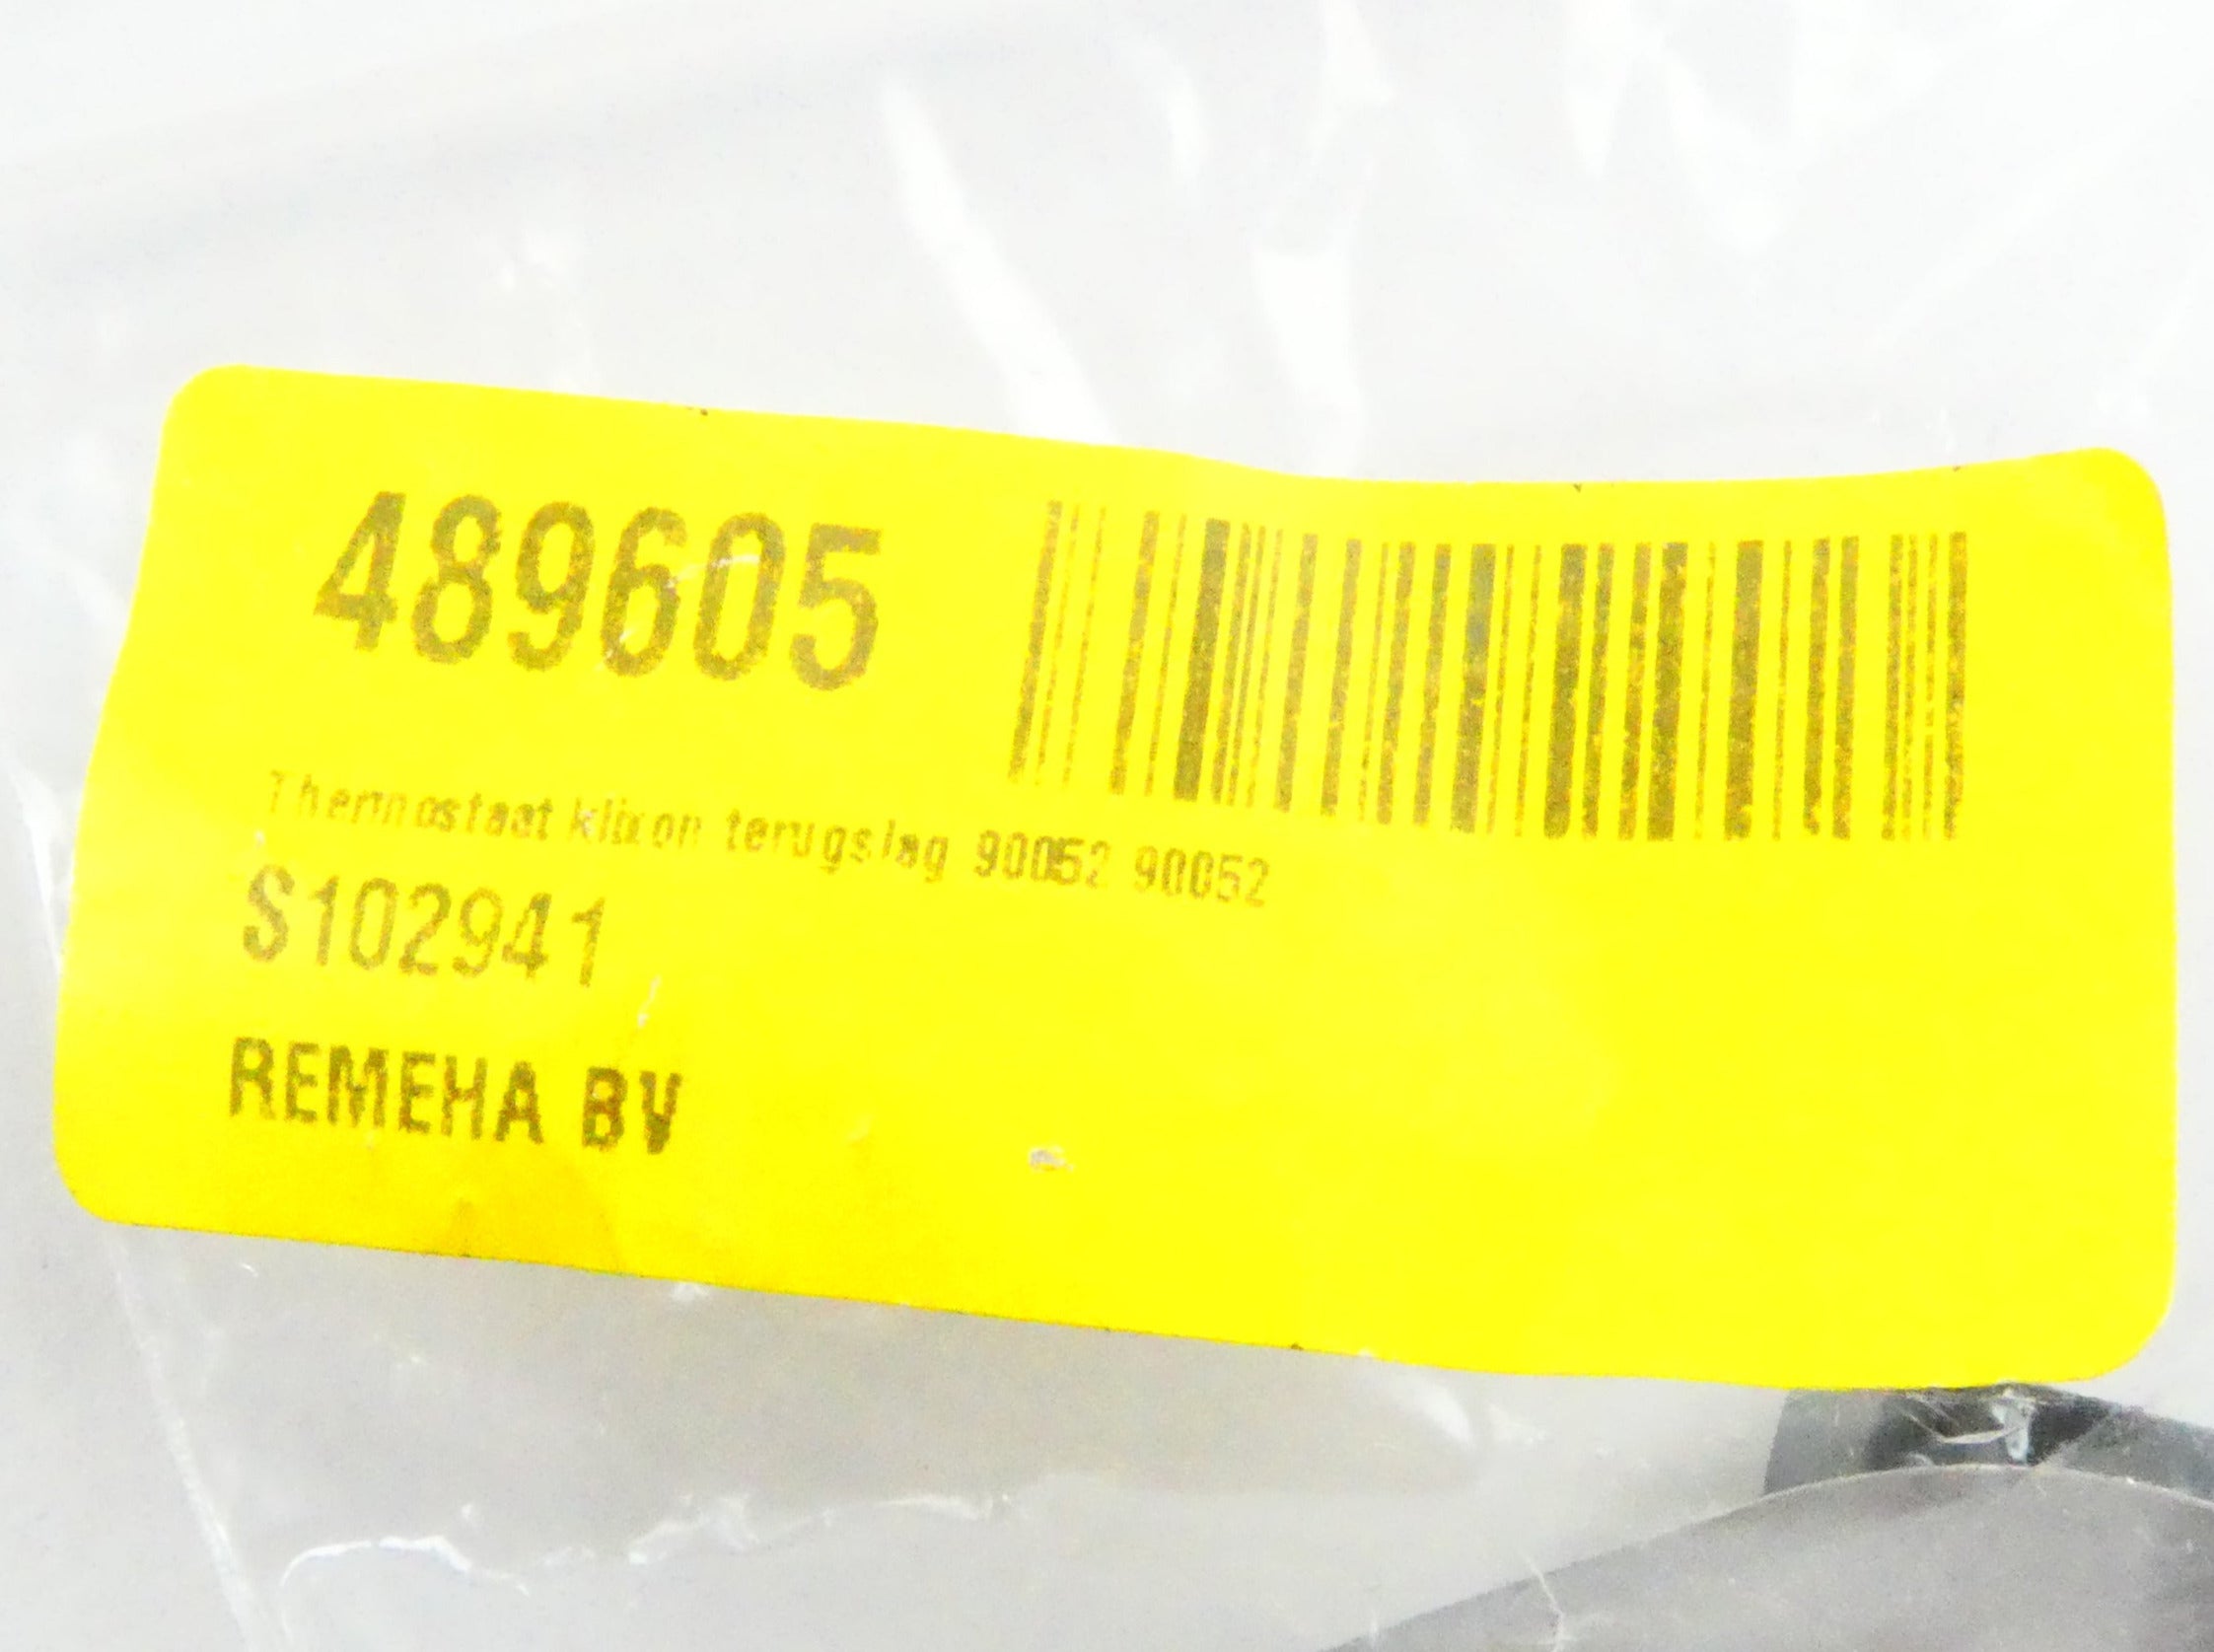 489605
Thermostaat klixon terugslag 90052 90052
S102941
REMEHA BV